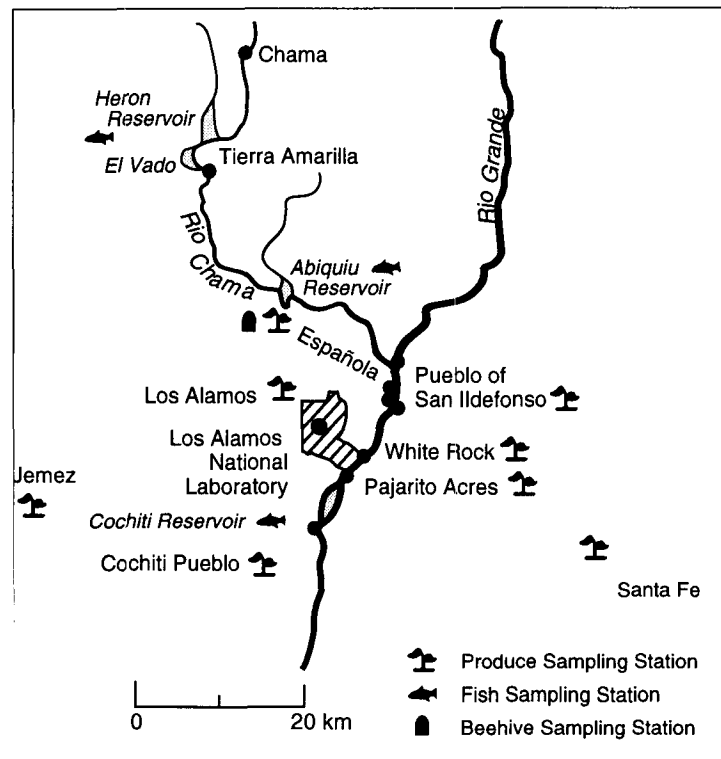 Chama
Heron
Reservoir
El Vado
Tierra Amarilla
Rio Grande
Rio
Chama
Abiquiu
Reservoir
Española
Pueblo of
San Ildefonso
Los Alamos
Los Alamos
National
Laboratory
White Rock
Jemez
Pajarito Acres
Cochiti Reservoir
Cochiti Pueblo
Santa Fe
Produce Sampling Station
Fish Sampling Station
Beehive Sampling Station
0
20 km